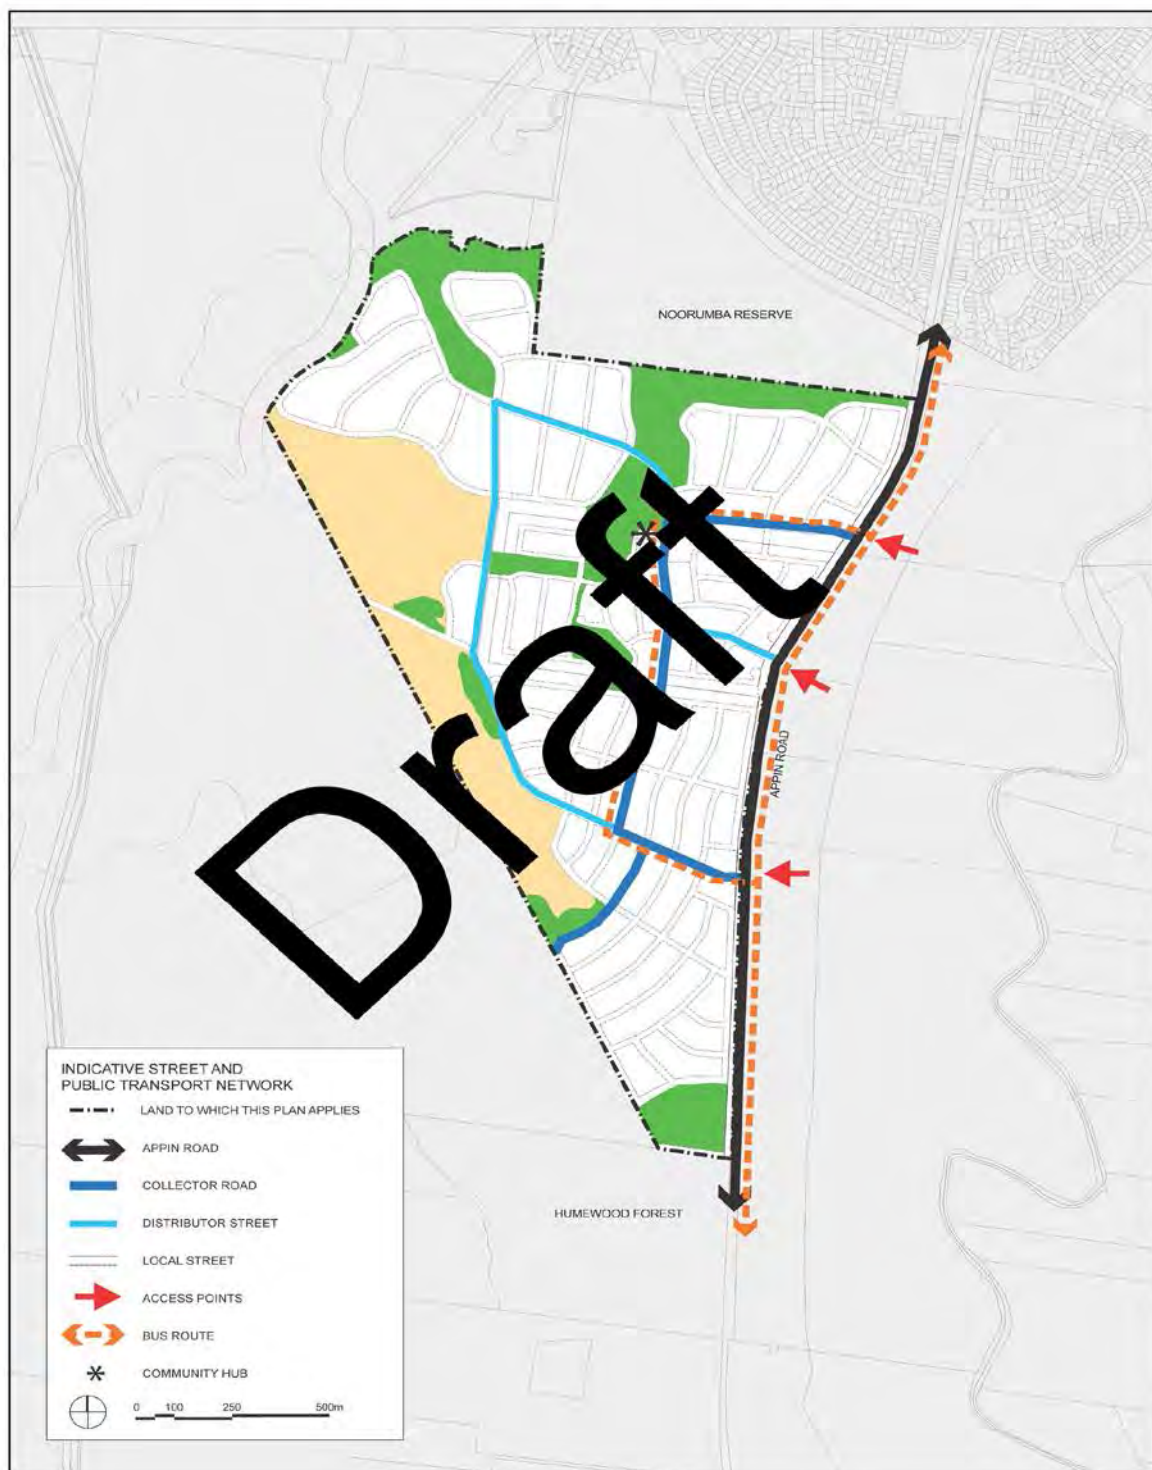 NOORUMBA RESERVE
Draft
APPIN ROAD
INDICATIVE STREET AND
PUBLIC TRANSPORT NETWORK
LAND TO WHICH THIS PLAN APPLIES
APPIN ROAD
COLLECTOR ROAD
DISTRIBUTOR STREET
LOCAL STREET
ACCESS POINTS
BUS ROUTE
COMMUNITY HUB
0 100 250 500m
HUMEWOOD FOREST